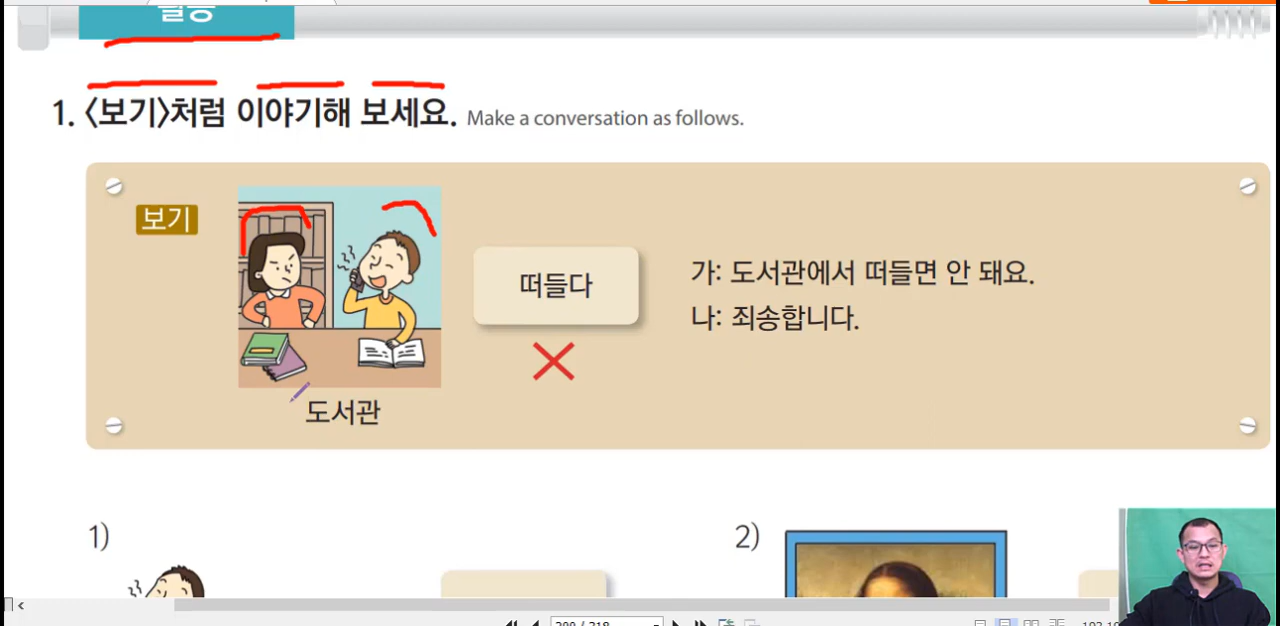 활동
1. 〈보기〉처럼 이야기해 보세요. Make a conversation as follows.
보기
떠들다
가: 도서관에서 떠들면 안 돼요.
나: 죄송합니다.
도서관
1)
2)